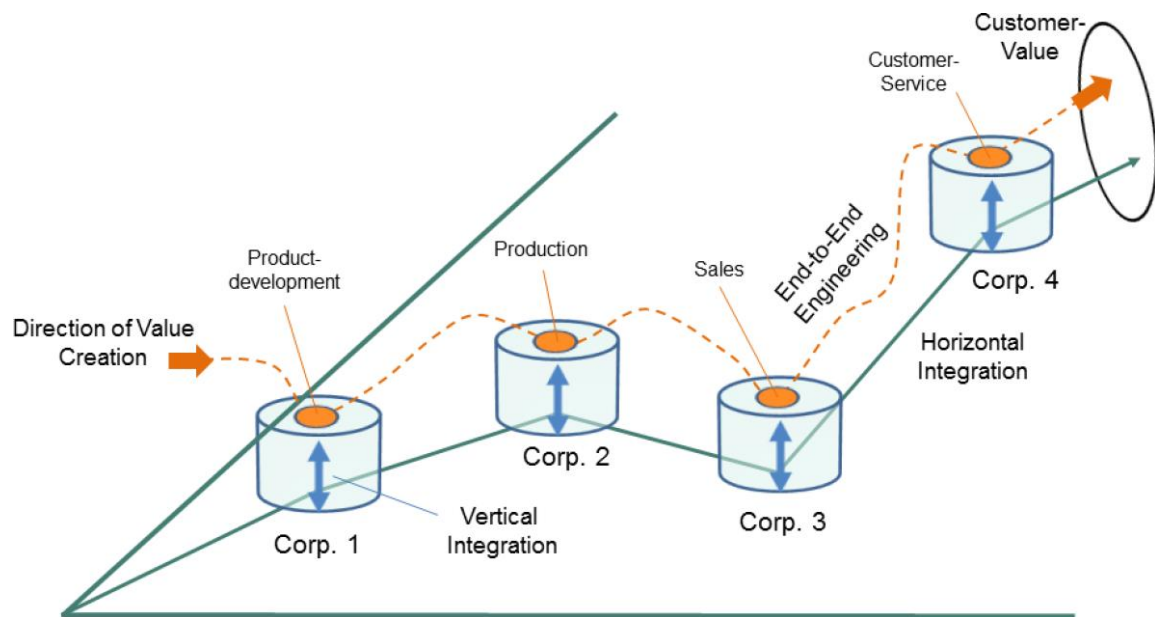 Customer-
Value
Customer-
Service
Product-
development
Production
Sales
End-to-End
Engineering
Direction of Value
Creation
Corp. 4
Horizontal
Integration
Corp. 2
Corp. 3
Vertical
Integration
Corp. 1